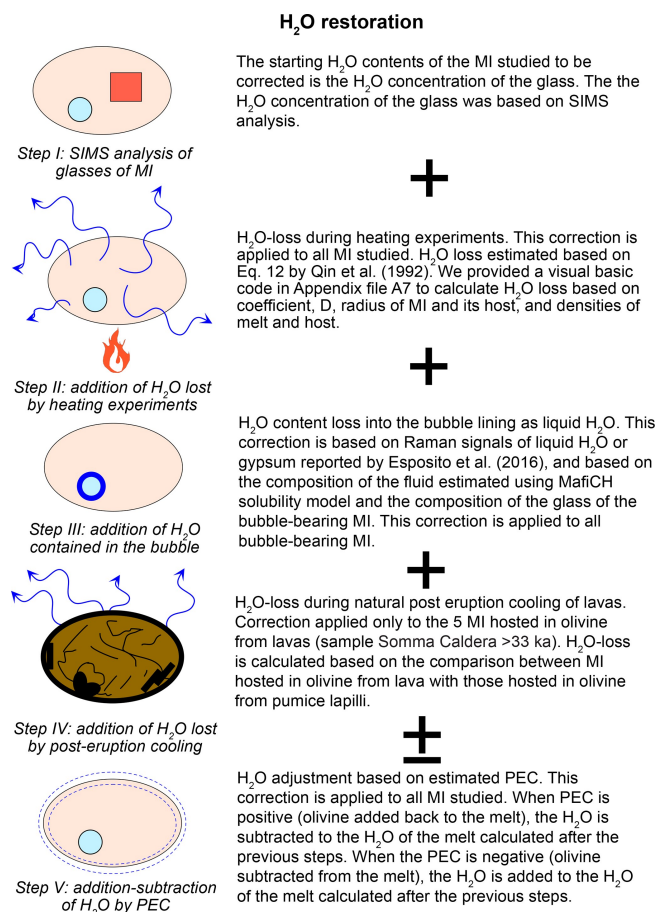 H₂O restoration
The starting H₂O contents of the MI studied to be
corrected is the H₂O concentration of the glass. The the
H₂O concentration of the glass was based on SIMS
analysis.
Step I: SIMS analysis of
glasses of MI
+
H₂O-loss during heating experiments. This correction is
applied to all MI studied. H₂O loss estimated based on
Eq. 12 by Qin et al. (1992). We provided a visual basic
code in Appendix file A7 to calculate H₂O loss based on
coefficient, D, radius of MI and its host, and densities of
melt and host.
Step II: addition of H₂O lost
by heating experiments
+
H₂O content loss into the bubble lining as liquid H₂O. This
correction is based on Raman signals of liquid H₂O or
gypsum reported by Esposito et al. (2016), and based on
the composition of the fluid estimated using MafiCH
solubility model and the composition of the glass of the
bubble-bearing MI. This correction is applied to all
bubble-bearing MI.
Step III: addition of H₂O
contained in the bubble
+
H₂O-loss during natural post eruption cooling of lavas.
Correction applied only to the 5 MI hosted in olivine
from lavas (sample Somma Caldera >33 ka). H₂O-loss
is calculated based on the comparison between MI
hosted in olivine from lava with those hosted in olivine
from pumice lapilli.
Step IV: addition of H₂O lost
by post-eruption cooling
±
H₂O adjustment based on estimated PEC. This
correction is applied to all MI studied. When PEC is
positive (olivine added back to the melt), the H₂O is
subtracted to the H₂O of the melt calculated after the
previous steps. When the PEC is negative (olivine
subtracted from the melt), the H₂O is added to the H₂O
of the melt calculated after the previous steps.
Step V: addition-subtraction
of H₂O by PEC